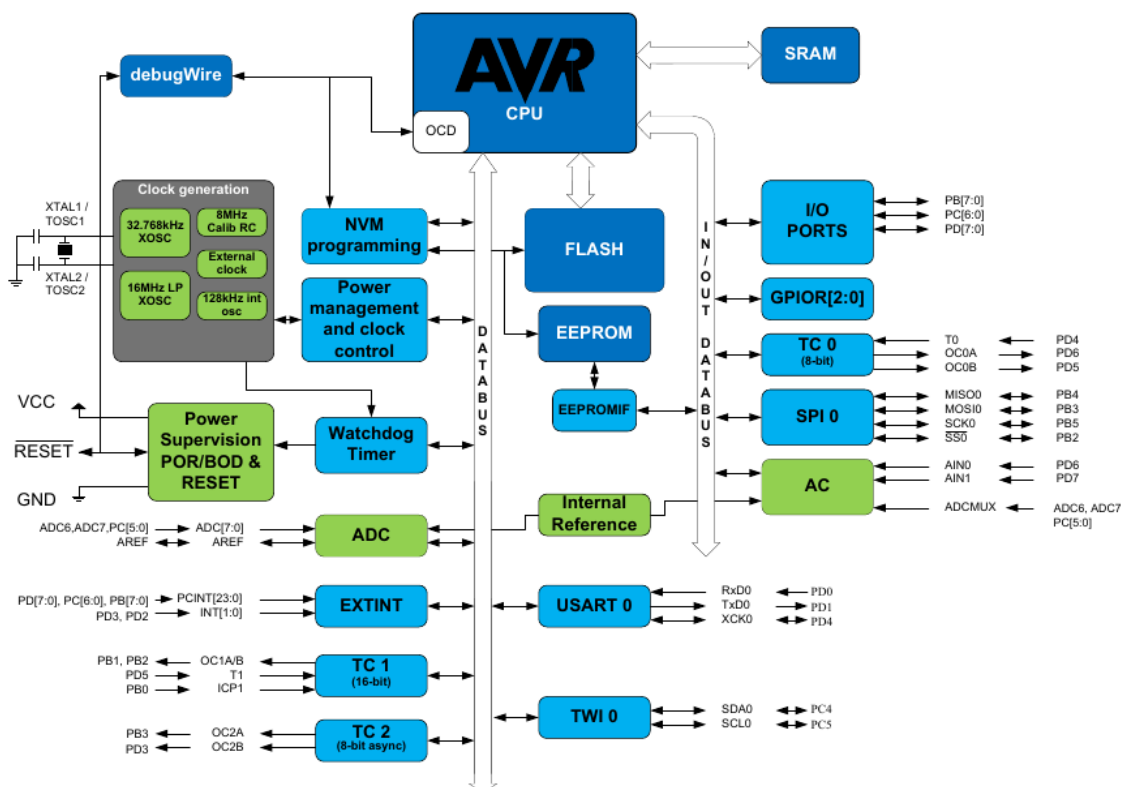 AVR
CPU
OCD
SRAM
debugWire
Clock generation
XTAL1 /
TOSC1
XTAL2 /
TOSC2
32.768kHz
XOSC
8MHz
Calib RC
External
clock
16MHz LP
XOSC
128kHz int
osc
NVM
programming
FLASH
Power
management
and clock
control
EEPROM
EEPROMIF
DATABUS
IN/OUT DATABUS
I/O
PORTS
PB[7:0]
PC[6:0]
PD[7:0]
GPIOR[2:0]
TC 0
(8-bit)
T0 PD4
OC0A PD6
OC0B PD5
SPI 0
MISO0 PB4
MOSI0 PB3
SCK0 PB5
SS0 PB2
AC
AIN0 PD6
AIN1 PD7
ADCMUX ADC6, ADC7
PC[5:0]
VCC
RESET
GND
Power
Supervision
POR/BOD &
RESET
Watchdog
Timer
Internal
Reference
ADC6,ADC7,PC[5:0] ADC[7:0]
AREF AREF
ADC
PD[7:0], PC[6:0], PB[7:0] PCINT[23:0]
PD3, PD2 INT[1:0]
EXTINT
USART 0
RxD0 PD0
TxD0 PD1
XCK0 PD4
PB1, PB2 OC1A/B
PD5 T1
PB0 ICP1
TC 1
(16-bit)
TWI 0
SDA0 PC4
SCL0 PC5
PB3 OC2A
PD3 OC2B
TC 2
(8-bit async)